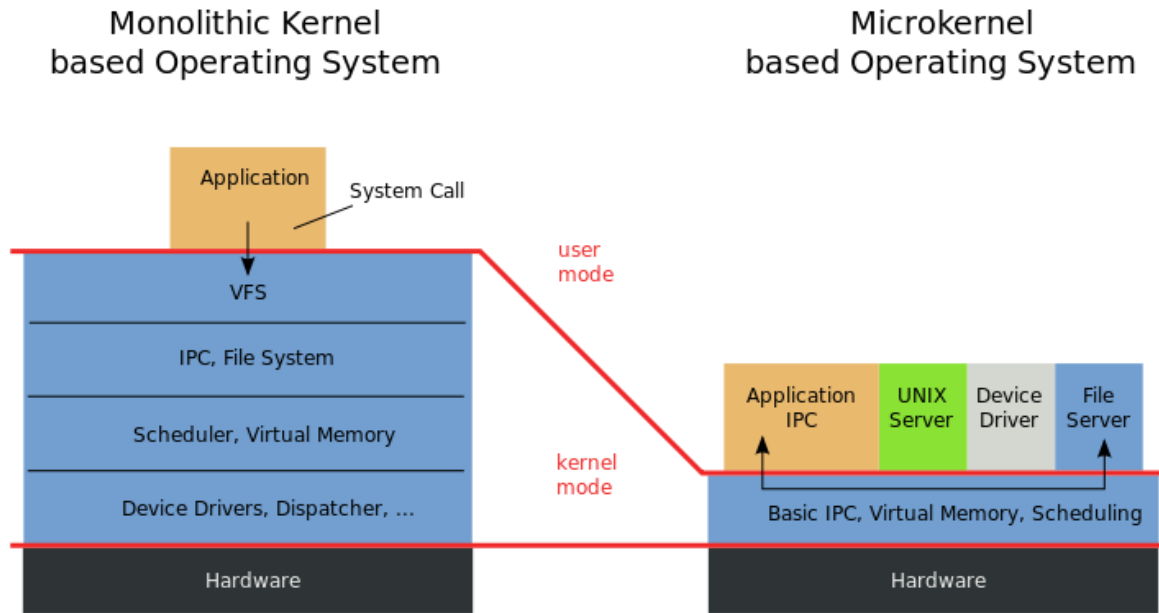 Monolithic Kernel
based Operating System
Microkernel
based Operating System
Application
System Call
user
mode
VFS
IPC, File System
Scheduler, Virtual Memory
Device Drivers, Dispatcher, ...
Hardware
kernel
mode
Application
IPC
UNIX
Server
Device
Driver
File
Server
Basic IPC, Virtual Memory, Scheduling
Hardware